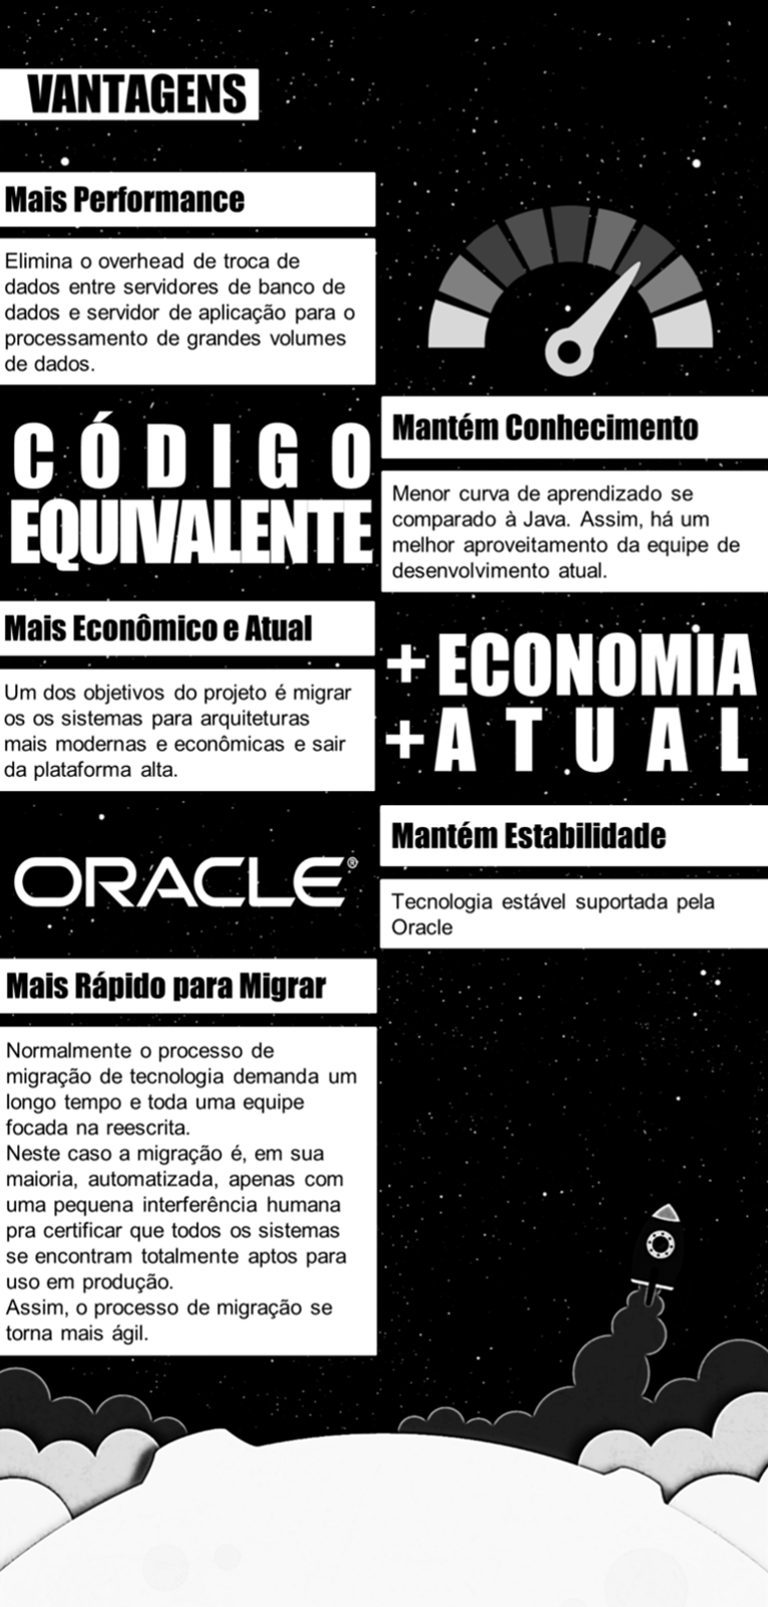 VANTAGENS
Mais Performance
Elimina o overhead de troca de
dados entre servidores de banco de
dados e servidor de aplicação para o
processamento de grandes volumes
de dados.
CÓDIGO
EQUIVALENTE
Mantém Conhecimento
Menor curva de aprendizado se
comparado à Java. Assim, há um
melhor aproveitamento da equipe de
desenvolvimento atual.
Mais Econômico e Atual
Um dos objetivos do projeto é migrar
os os sistemas para arquiteturas
mais modernas e econômicas e sair
da plataforma alta.
+ ECONOMIA
+ ATUAL
ORACLE®
Mantém Estabilidade
Tecnologia estável suportada pela
Oracle
Mais Rápido para Migrar
Normalmente o processo de
migração de tecnologia demanda um
longo tempo e toda uma equipe
focada na reescrita.
Neste caso a migração é, em sua
maioria, automatizada, apenas com
uma pequena interferência humana
pra certificar que todos os sistemas
se encontram totalmente aptos para
uso em produção.
Assim, o processo de migração se
torna mais ágil.